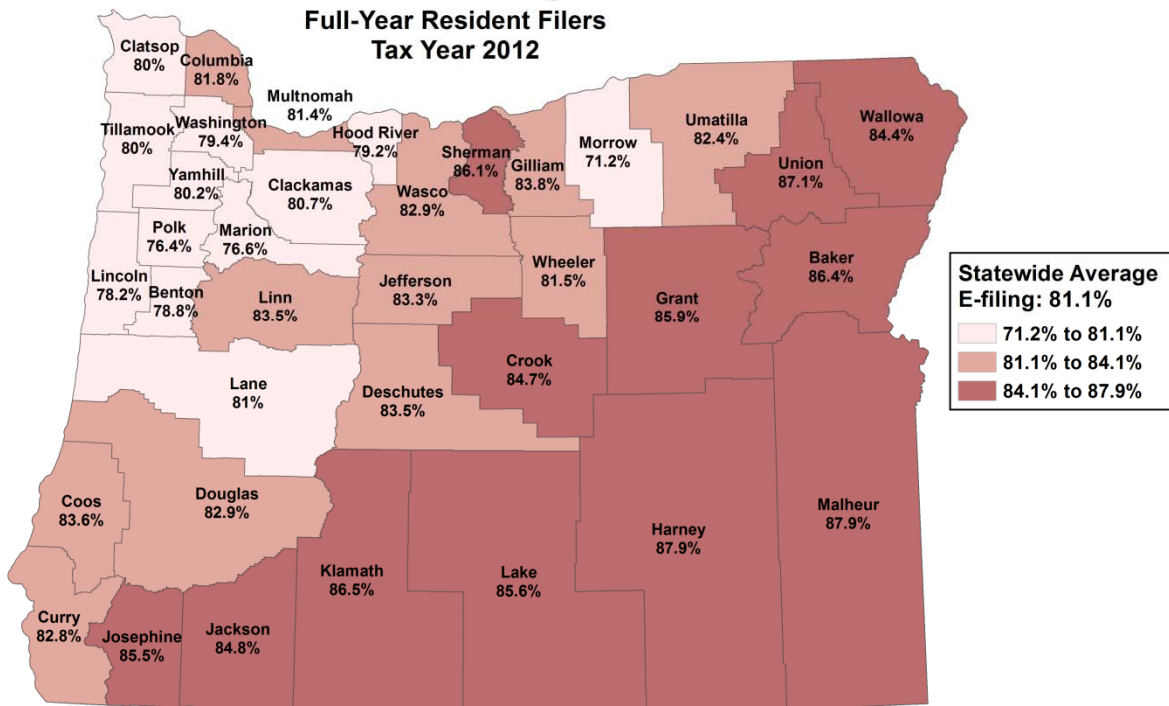 Full-Year Resident Filers
Tax Year 2012
Clatsop
80%
Columbia
81.8%
Multnomah
81.4%
Tillamook
80%
Washington
79.4%
Hood River
79.2%
Sherman
86.1%
Gilliam
83.8%
Morrow
71.2%
Umatilla
82.4%
Union
87.1%
Wallowa
84.4%
Yamhill
80.2%
Clackamas
80.7%
Wasco
82.9%
Polk
76.4%
Marion
76.6%
Lincoln
78.2%
Benton
78.8%
Linn
83.5%
Jefferson
83.3%
Wheeler
81.5%
Grant
85.9%
Baker
86.4%
Lane
81%
Deschutes
83.5%
Crook
84.7%
Coos
83.6%
Douglas
82.9%
Klamath
86.5%
Lake
85.6%
Harney
87.9%
Malheur
87.9%
Curry
82.8%
Josephine
85.5%
Jackson
84.8%
Statewide Average
E-filing: 81.1%
71.2% to 81.1%
81.1% to 84.1%
84.1% to 87.9%